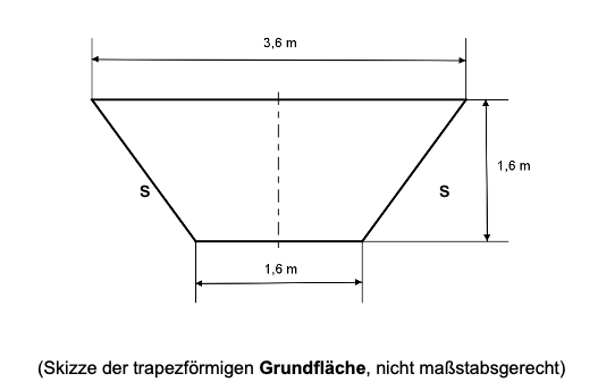 3,6 m
1,6 m
S
S
1,6 m
(Skizze der trapezförmigen Grundfläche, nicht maßstabsgerecht)